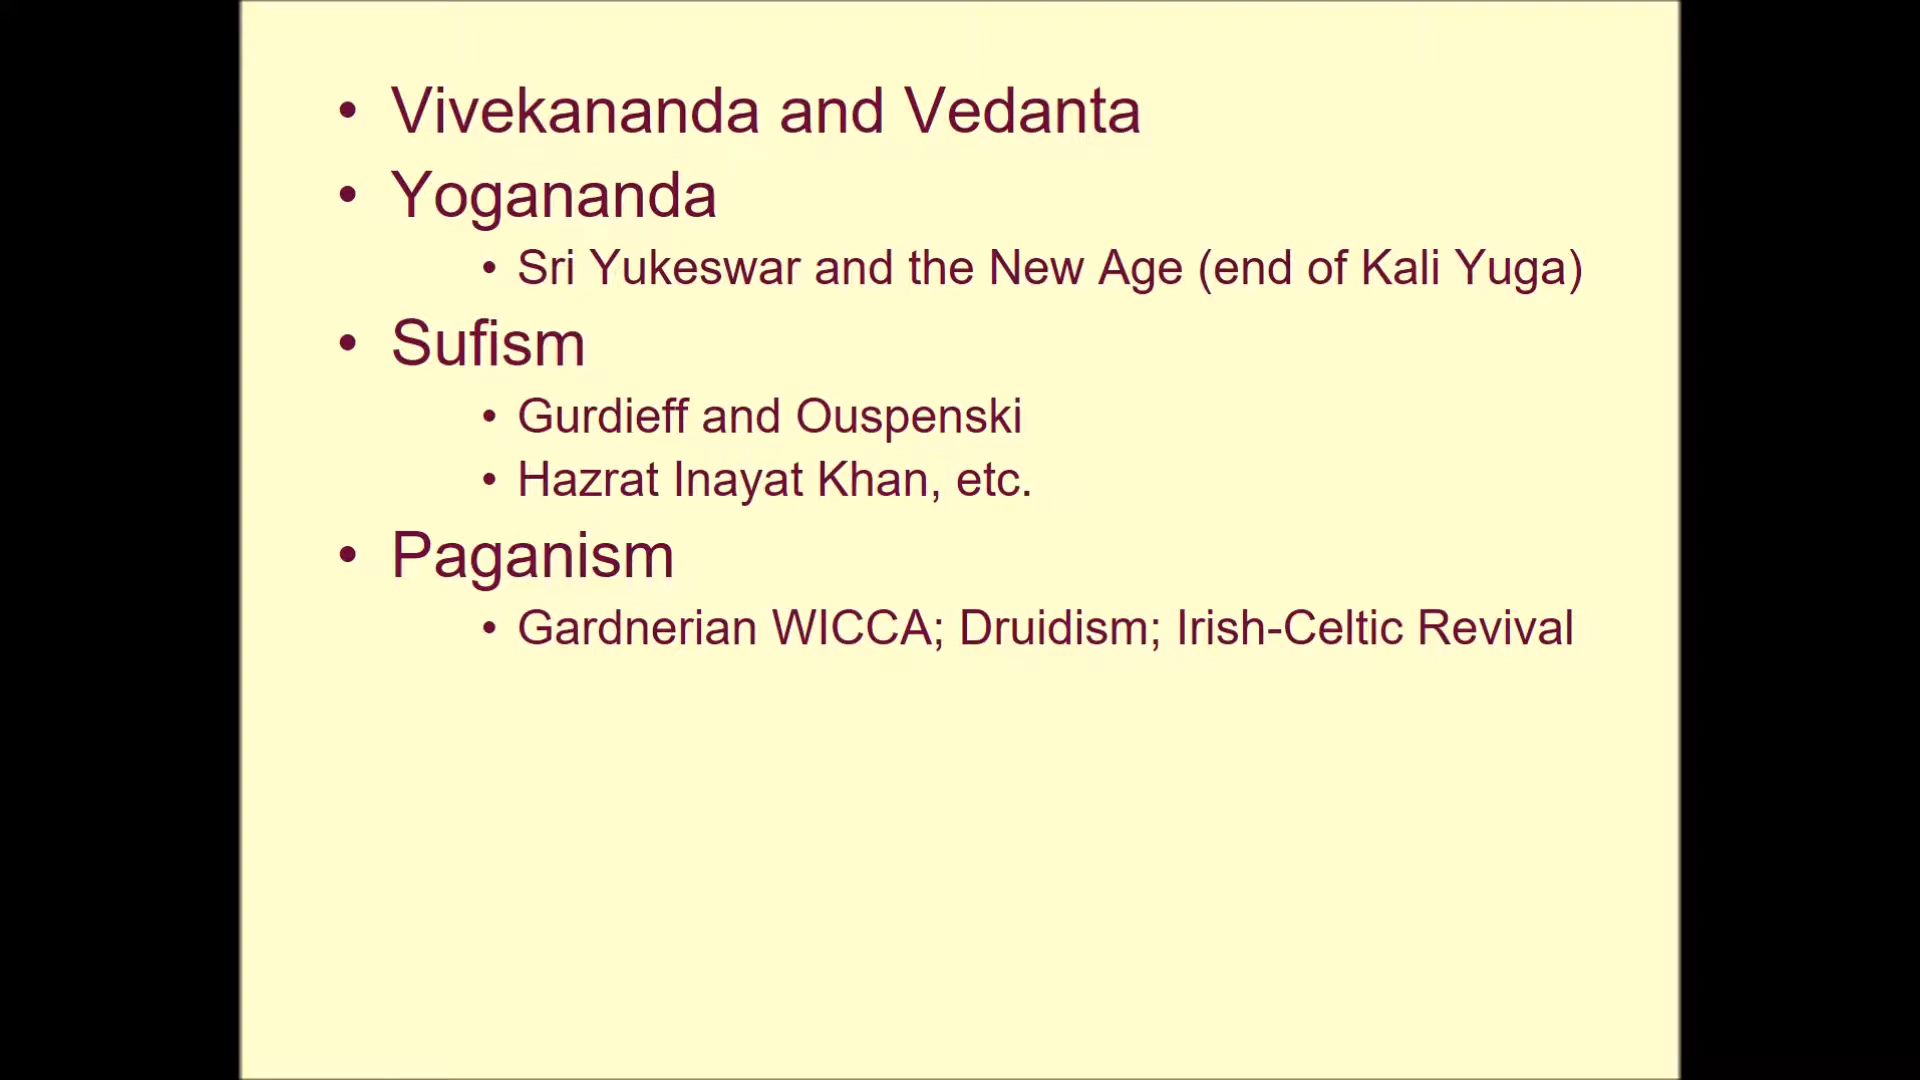 • Vivekananda and Vedanta
• Yogananda
• Sri Yukeswar and the New Age (end of Kali Yuga)
• Sufism
• Gurdieff and Ouspenski
• Hazrat Inayat Khan, etc.
• Paganism
• Gardnerian WICCA; Druidism; Irish-Celtic Revival